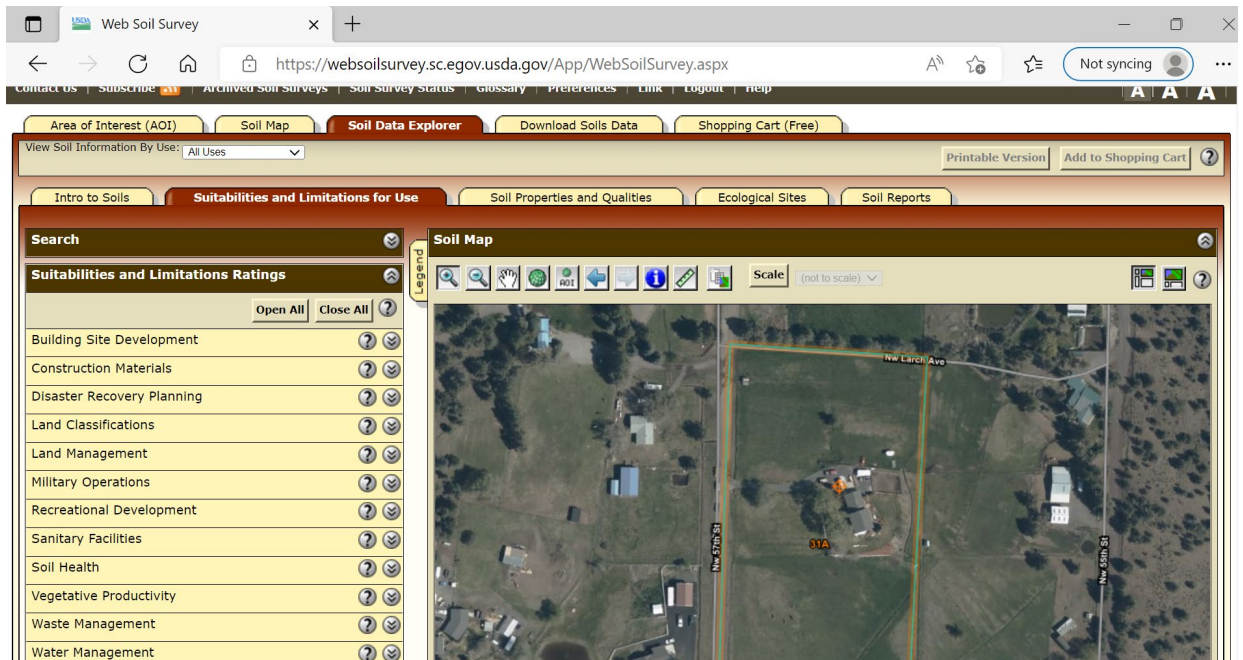 USDA Web Soil Survey
https://websoilsurvey.sc.egov.usda.gov/App/WebSoilSurvey.aspx Not syncing
Contact Us | Subscribe | Archived Soil Surveys | Soil Survey Status | Glossary | Preferences | Link | Logout | Help A A A
Area of Interest (AOI) Soil Map Soil Data Explorer Download Soils Data Shopping Cart (Free)
View Soil Information By Use: All Uses Printable Version Add to Shopping Cart ?
Intro to Soils Suitabilities and Limitations for Use Soil Properties and Qualities Ecological Sites Soil Reports
Search
Legend
Soil Map
Suitabilities and Limitations Ratings
AOI Scale (not to scale) ?
Open All Close All ?
Building Site Development ?
Construction Materials ?
Disaster Recovery Planning ?
Land Classifications ?
Land Management ?
Military Operations ?
Recreational Development ?
Sanitary Facilities ?
Soil Health ?
Vegetative Productivity ?
Waste Management ?
Water Management ?
Nw Larch Ave
Nw 57th St
31A
Nw 55th St